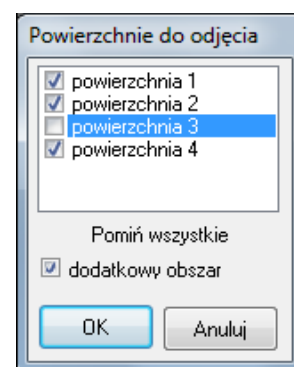 Powierzchnie do odjęcia
powierzchnia 1
powierzchnia 2
powierzchnia 3
powierzchnia 4
Pomiń wszystkie
dodatkowy obszar
OK
Anuluj